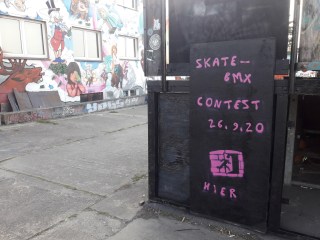 SKATE-
BMX
CONTEST
26.9.20
HIER